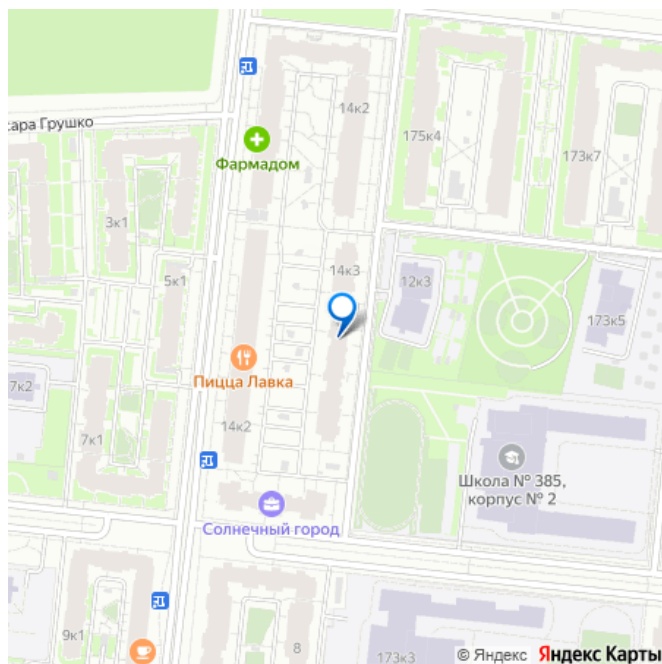 14к2
175к4
173к7
сара Грушко
Фармадом
3к1
14к3
5к1
12к3
173к5
Пицца Лавка
7к2
7к1
14к2
Школа № 385,
корпус № 2
Солнечный город
9к1
8
173к3
© Яндекс Яндекс Карты